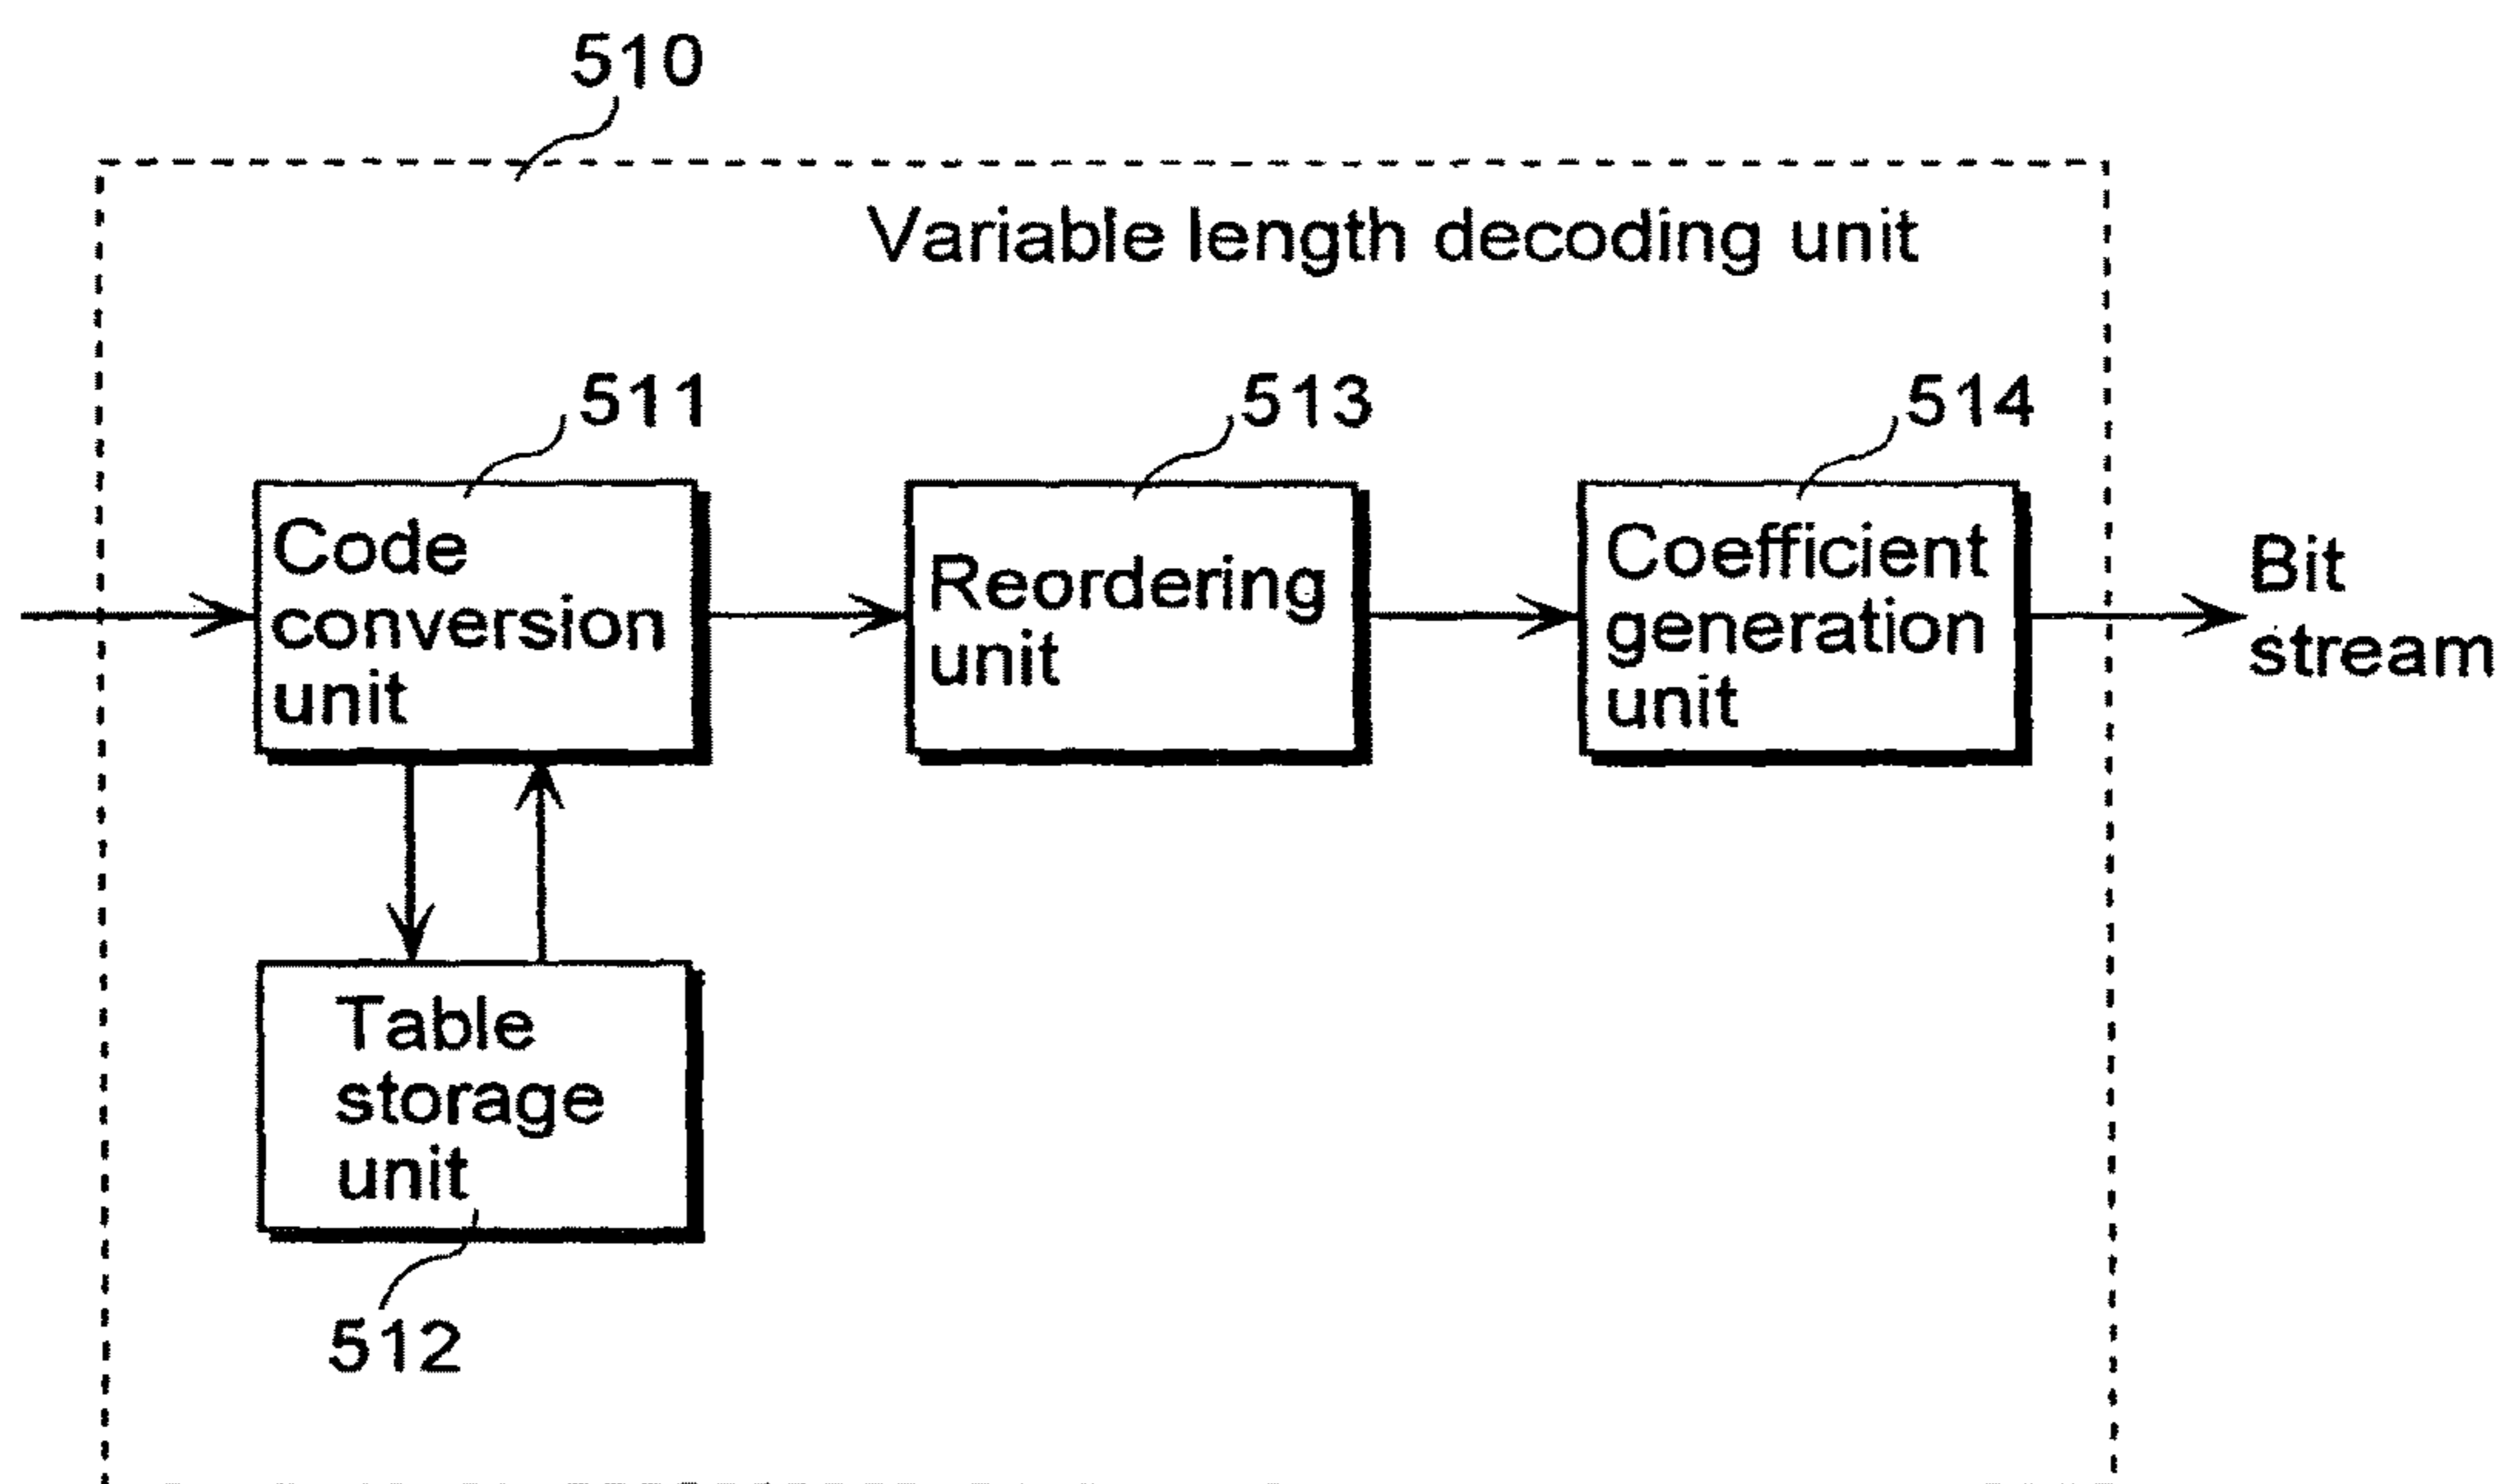 510
Variable length decoding unit
511
513
514
Code
conversion
unit
Reordering
unit
Coefficient
generation
unit
Bit
stream
Table
storage
unit
512